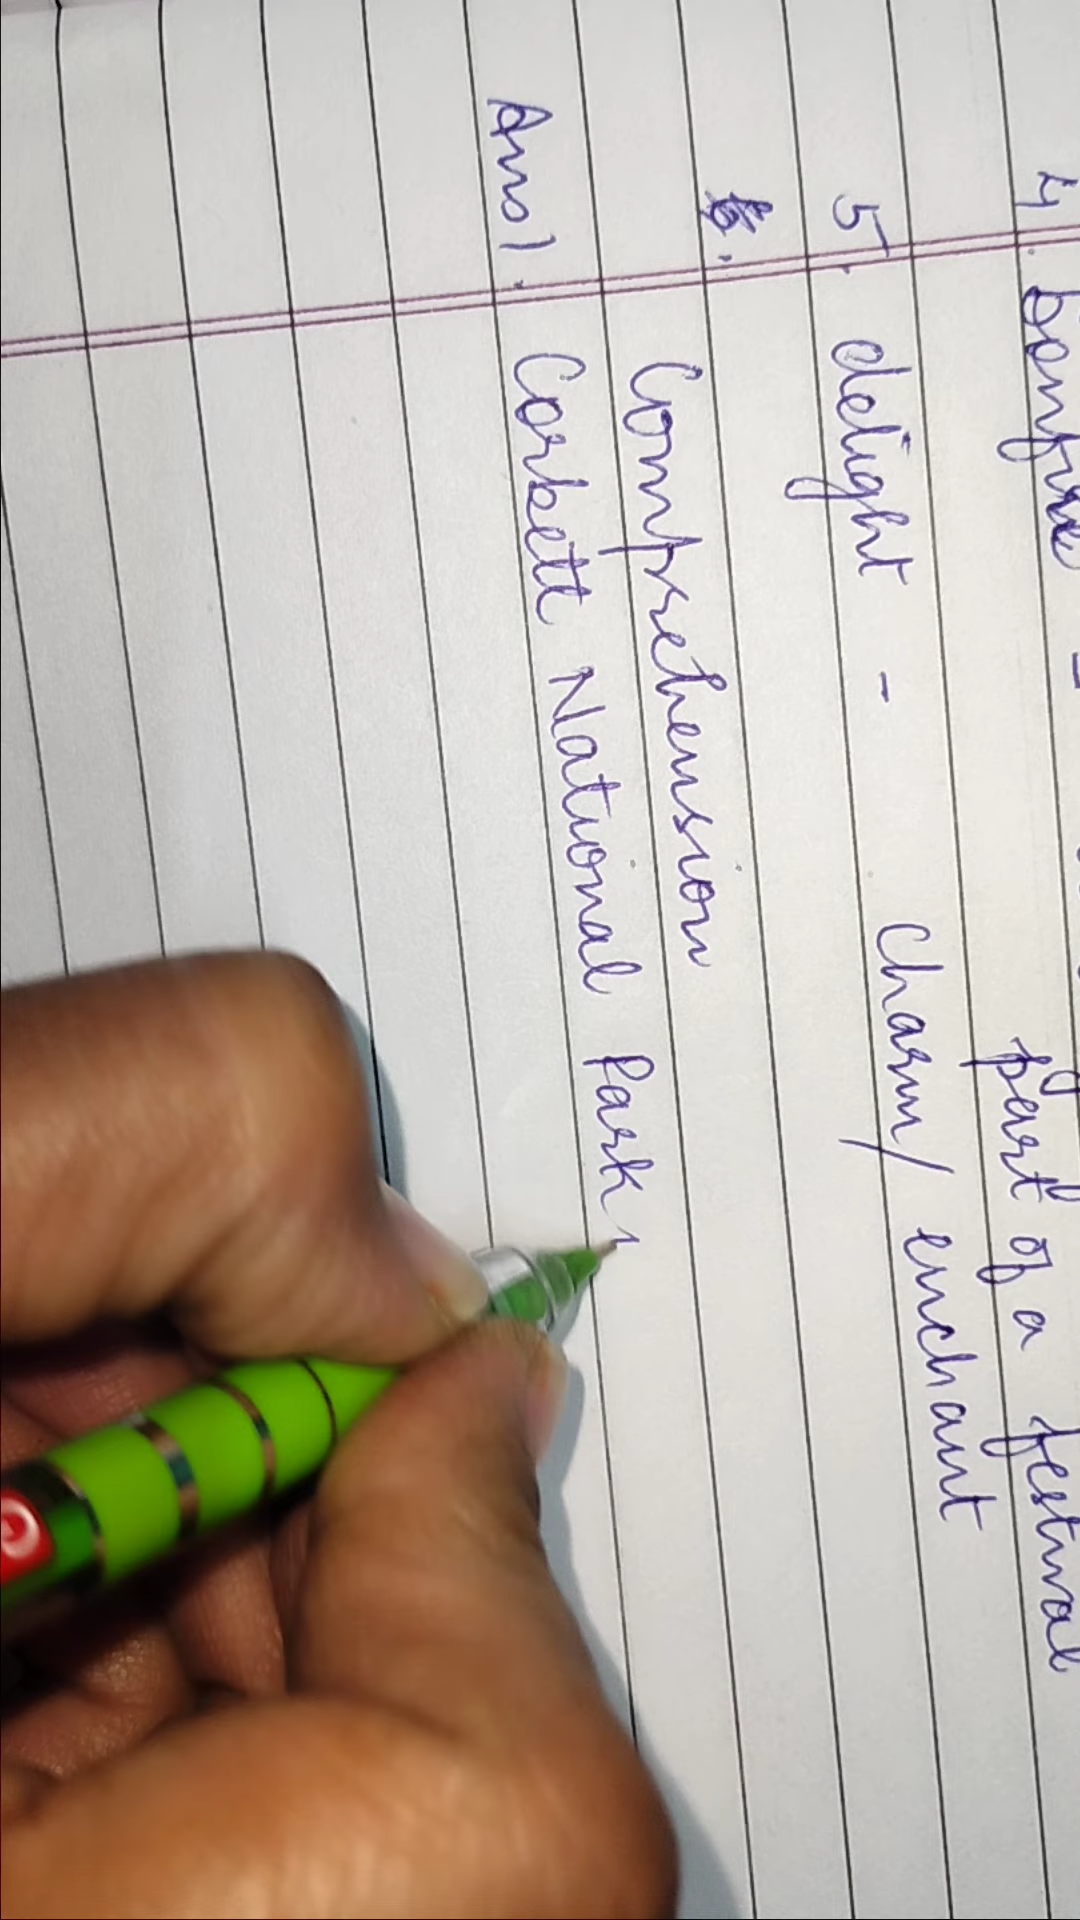 4. bonfire -
part of a festival
5. delight - Charm/ enchant
6.
Comprehension
Ans1. Corbett National Park